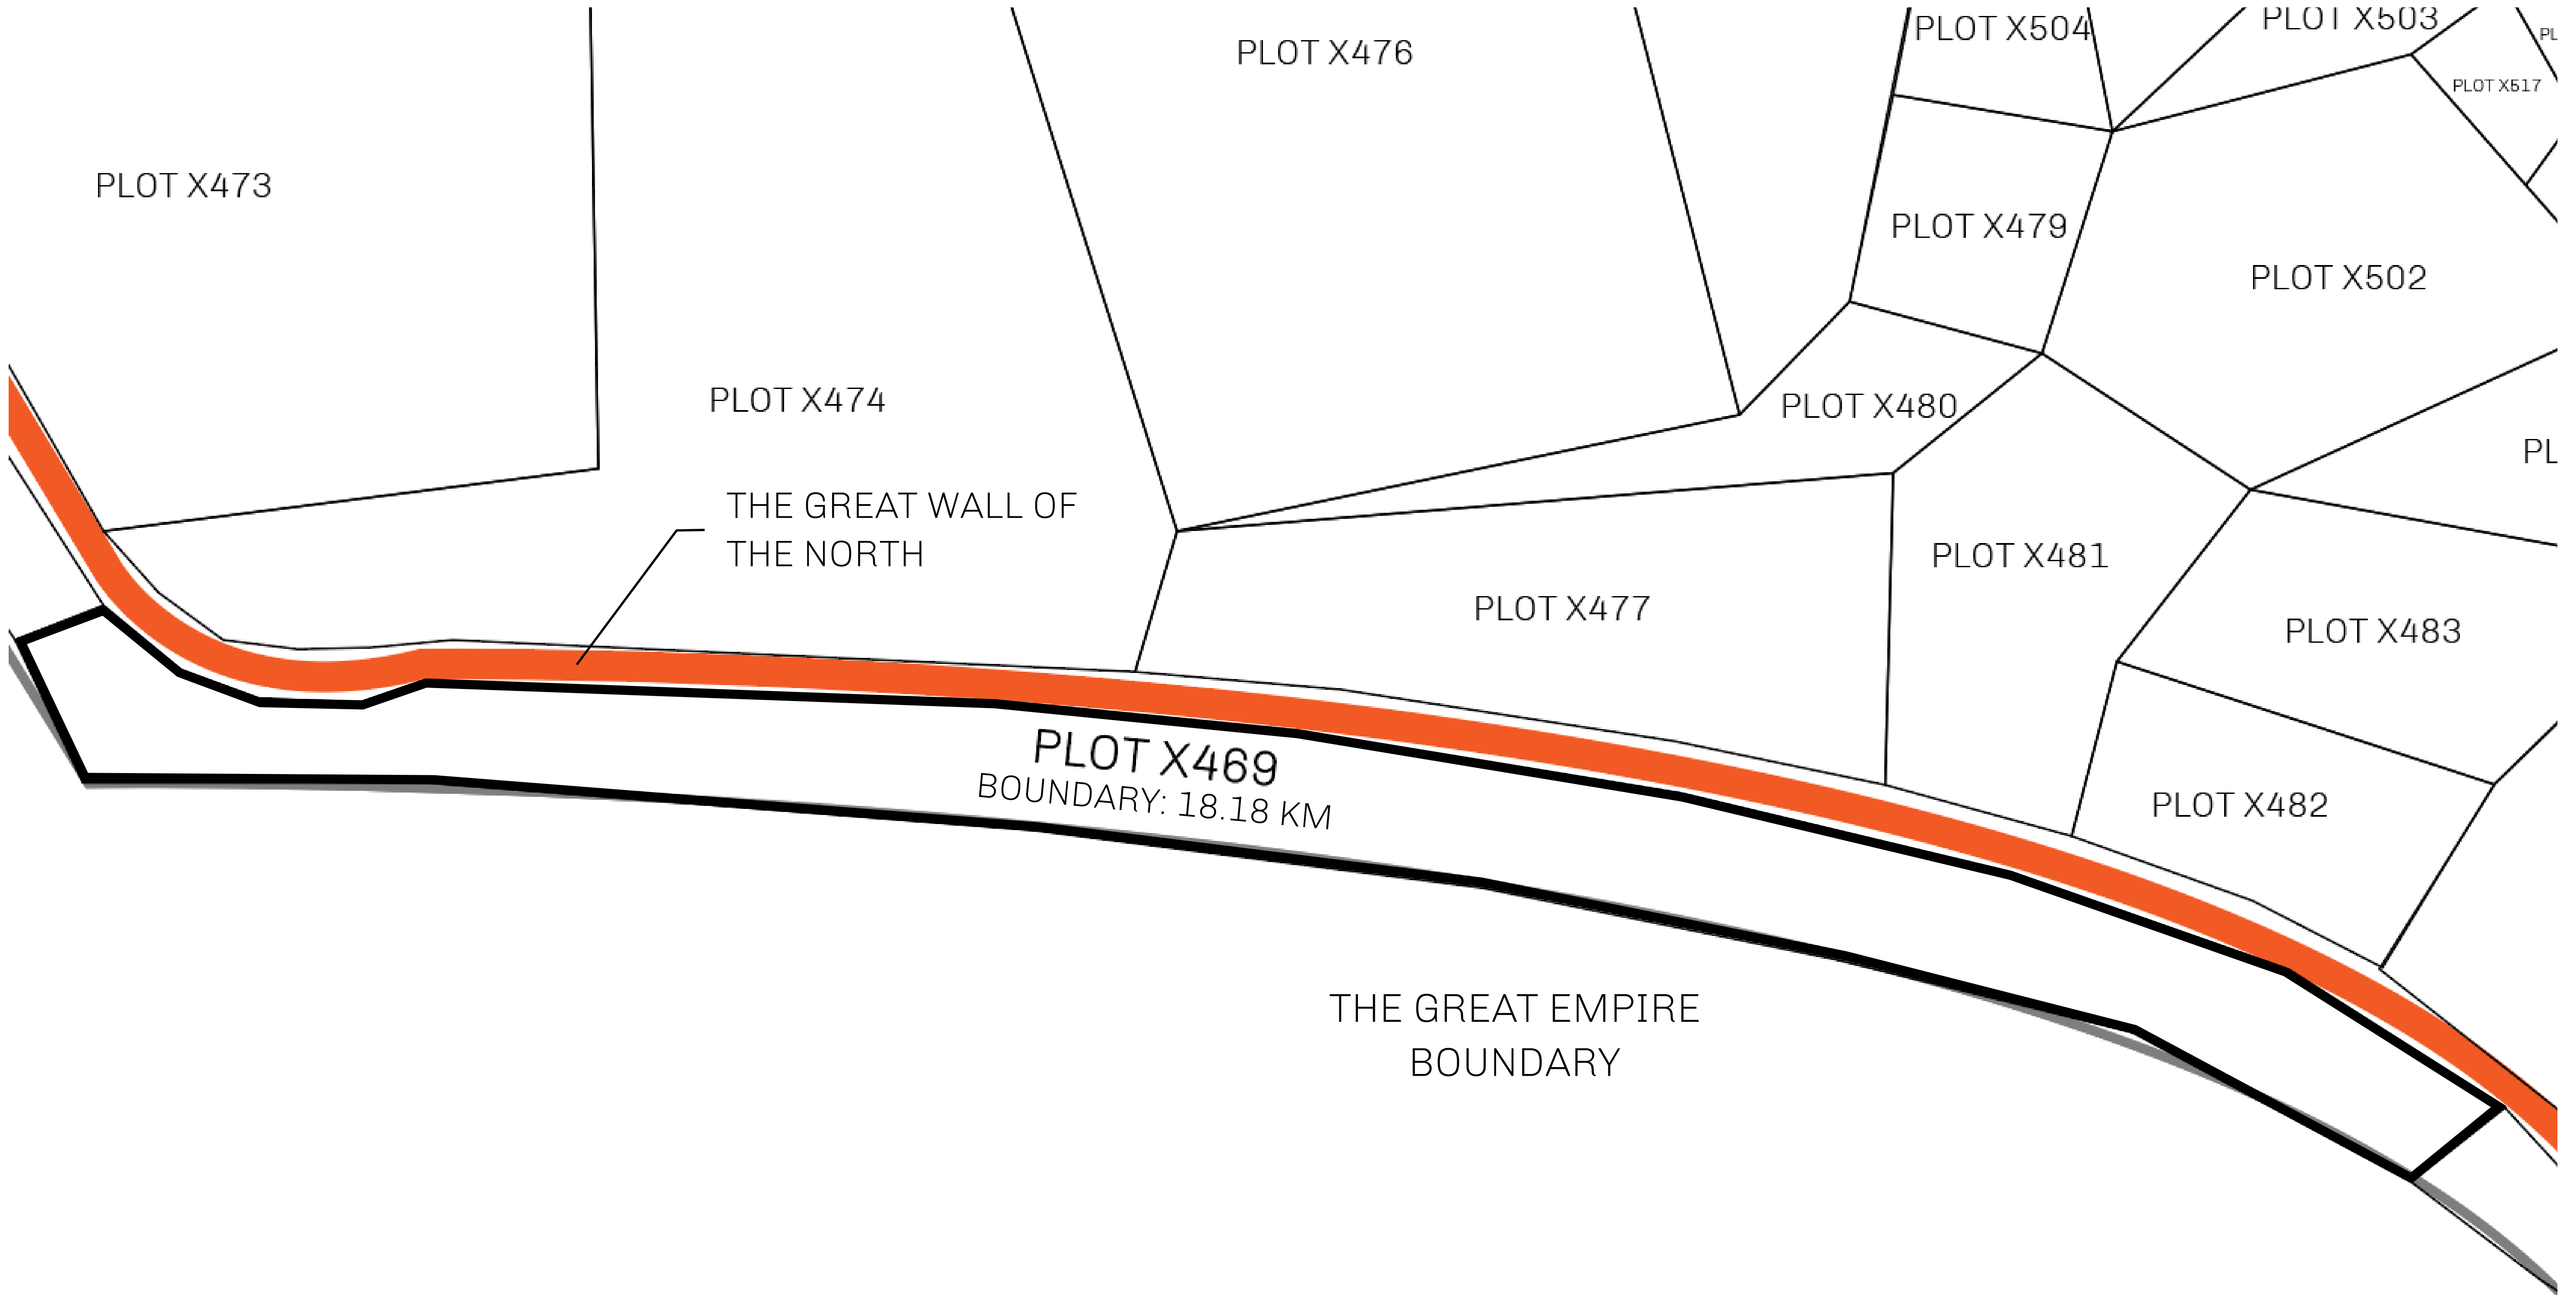 PLOT X504
PLOT X503
PLOT X476
PLOT X517
PLOT X473
PLOT X479
PLOT X502
PLOT X474
PLOT X480
THE GREAT WALL OF
THE NORTH
PLOT X481
PLOT X477
PLOT X483
PLOT X469
BOUNDARY: 18.18 KM
PLOT X482
THE GREAT EMPIRE
BOUNDARY